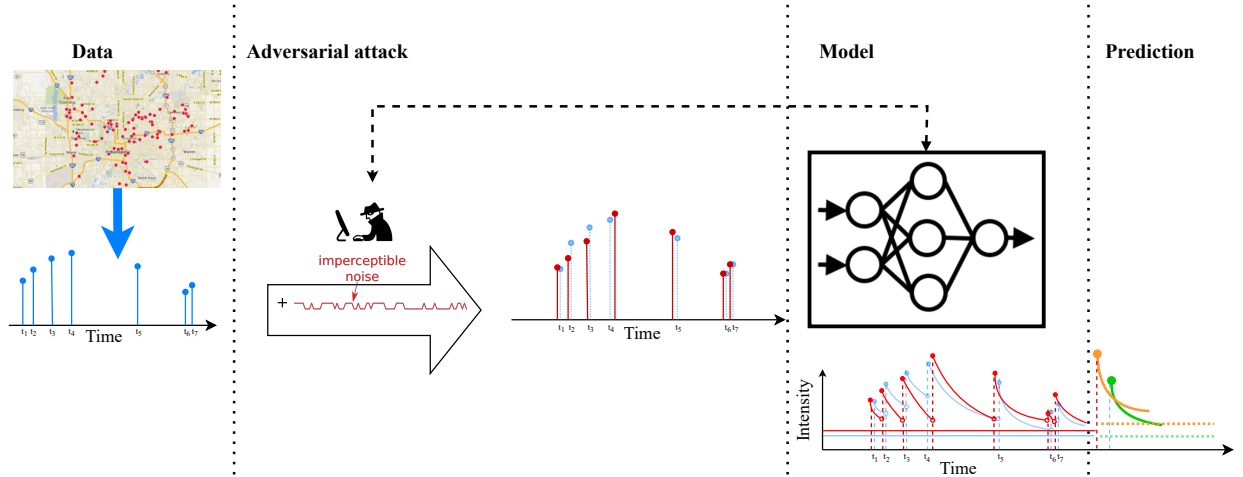 Data
Adversarial attack
Model
Prediction
imperceptible
noise
+
t1 t2 t3 t4 t5 t6 t7
Time
t1 t2 t3 t4 t5 t6 t7
Time
Intensity
t1 t2 t3 t4 t5 t6 t7
Time